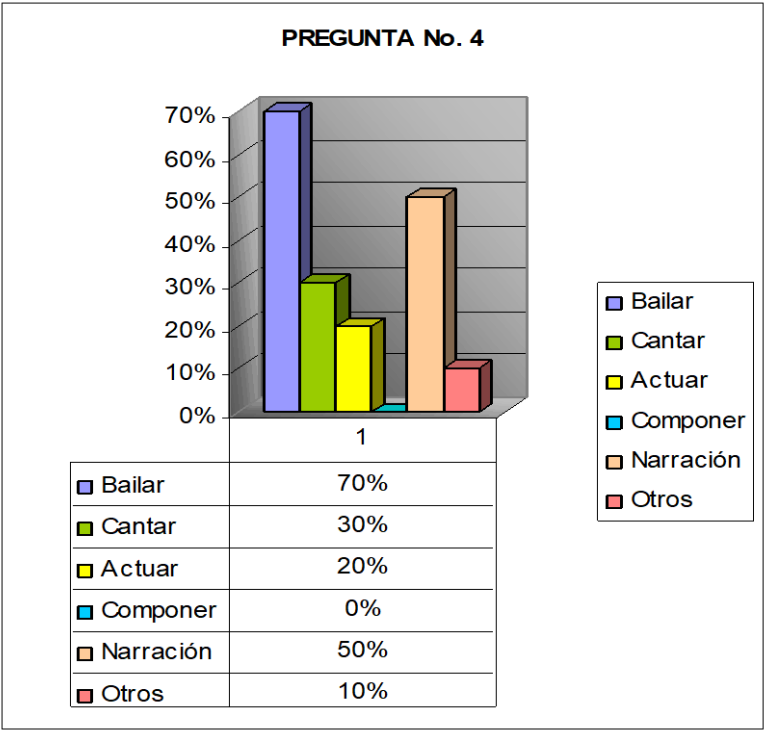 PREGUNTA No. 4
70%
60%
50%
40%
30%
20%
10%
0%
1
Bailar 70%
Cantar 30%
Actuar 20%
Componer 0%
Narración 50%
Otros 10%
Bailar
Cantar
Actuar
Componer
Narración
Otros